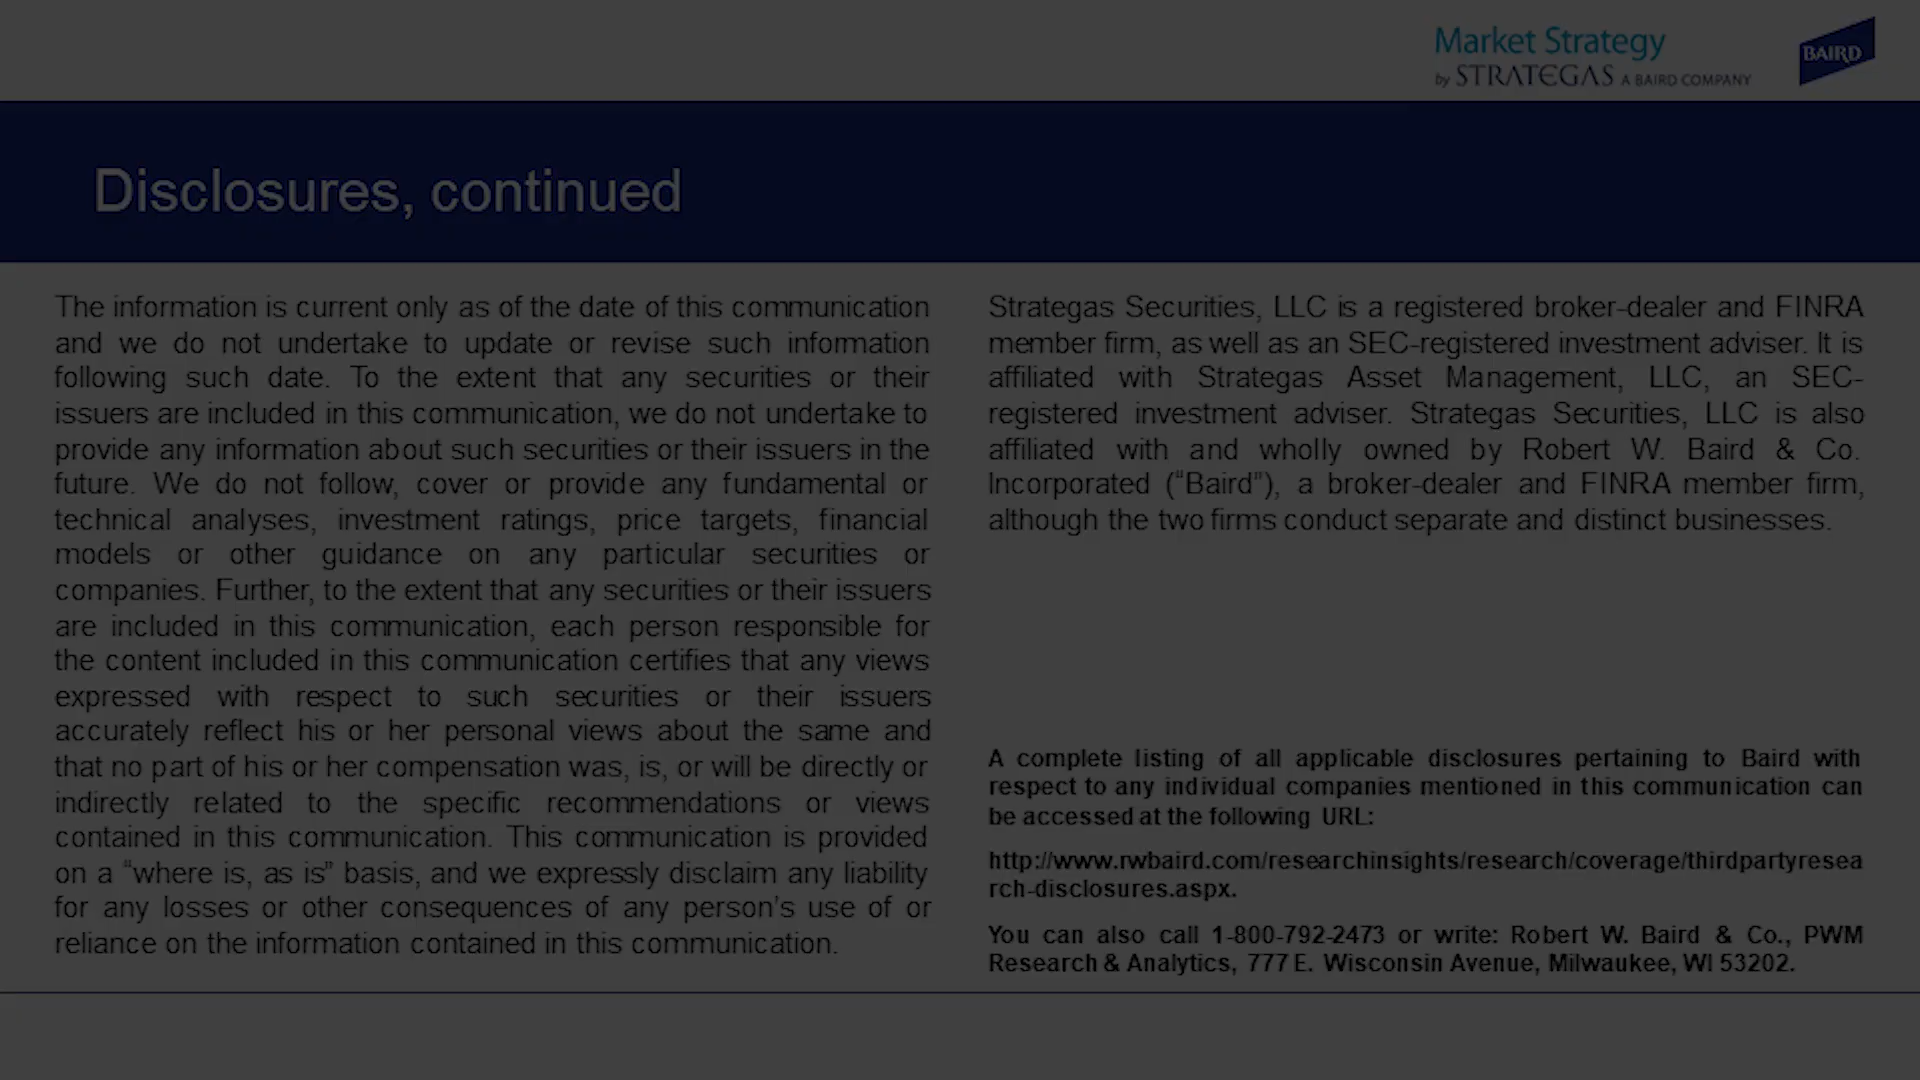 Market Strategy
by STRATEGAS A BAIRD COMPANY
BAIRD
Disclosures, continued
The information is current only as of the date of this communication
and we do not undertake to update or revise such information
following such date. To the extent that any securities or their
issuers are included in this communication, we do not undertake to
provide any information about such securities or their issuers in the
future. We do not follow, cover or provide any fundamental or
technical analyses, investment ratings, price targets, financial
models or other guidance on any particular securities or
companies. Further, to the extent that any securities or their issuers
are included in this communication, each person responsible for
the content included in this communication certifies that any views
expressed with respect to such securities or their issuers
accurately reflect his or her personal views about the same and
that no part of his or her compensation was, is, or will be directly or
indirectly related to the specific recommendations or views
contained in this communication. This communication is provided
on a “where is, as is” basis, and we expressly disclaim any liability
for any losses or other consequences of any person’s use of or
reliance on the information contained in this communication.
Strategas Securities, LLC is a registered broker-dealer and FINRA
member firm, as well as an SEC-registered investment adviser. It is
affiliated with Strategas Asset Management, LLC, an SEC-
registered investment adviser. Strategas Securities, LLC is also
affiliated with and wholly owned by Robert W. Baird & Co.
Incorporated (“Baird”), a broker-dealer and FINRA member firm,
although the two firms conduct separate and distinct businesses.
A complete listing of all applicable disclosures pertaining to Baird with
respect to any individual companies mentioned in this communication can
be accessed at the following URL:
http://www.rwbaird.com/researchinsights/research/coverage/thirdpartyresea
rch-disclosures.aspx.
You can also call 1-800-792-2473 or write: Robert W. Baird & Co., PWM
Research & Analytics, 777 E. Wisconsin Avenue, Milwaukee, WI 53202.